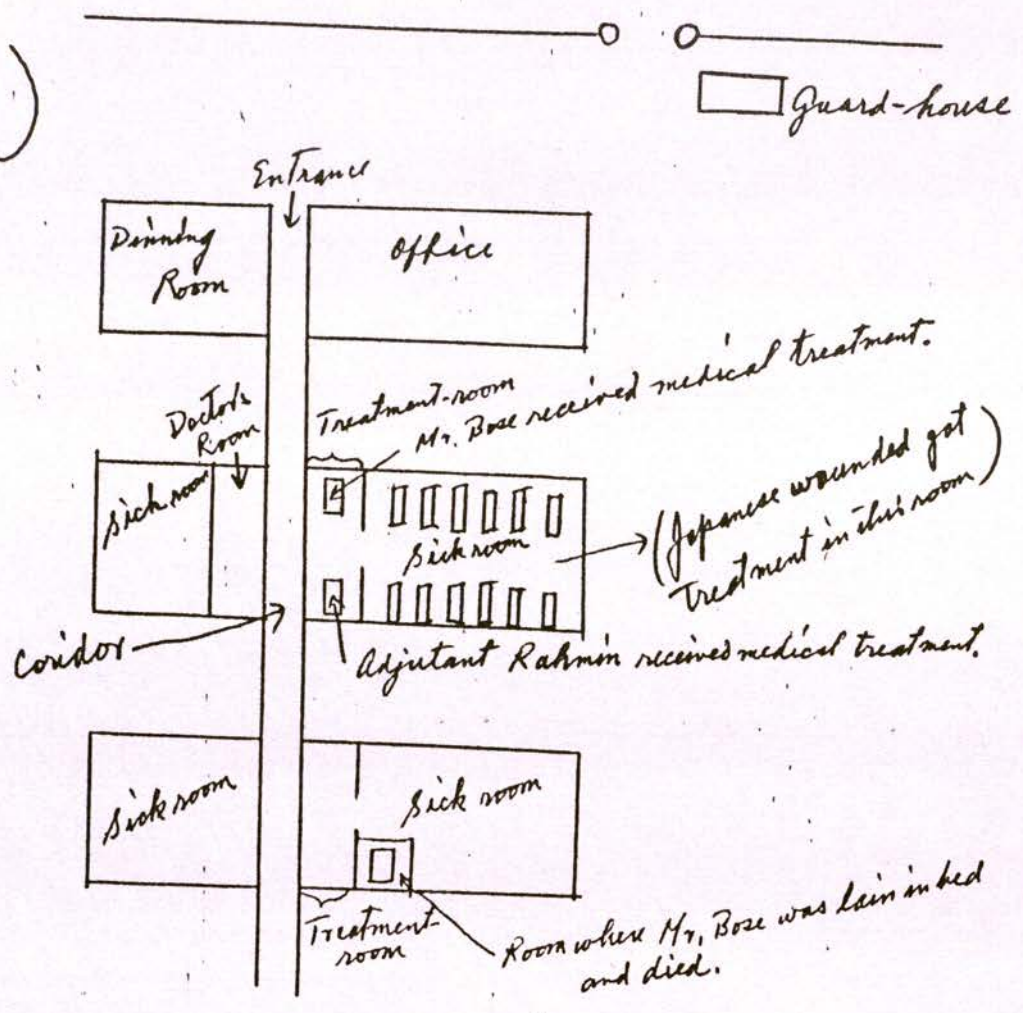 Guard-house
Entrance
Dinning
Room
Office
Doctor's
Room
Treatment-room
Mr. Bose received medical treatment.
Sick room
Sick room
(Japanese wounded got
treatment in this room)
Coridor
Adjutant Rahmin received medical treatment.
Sick room
Sick room
Treatment-
room
Room where Mr. Bose was lain in bed
and died.